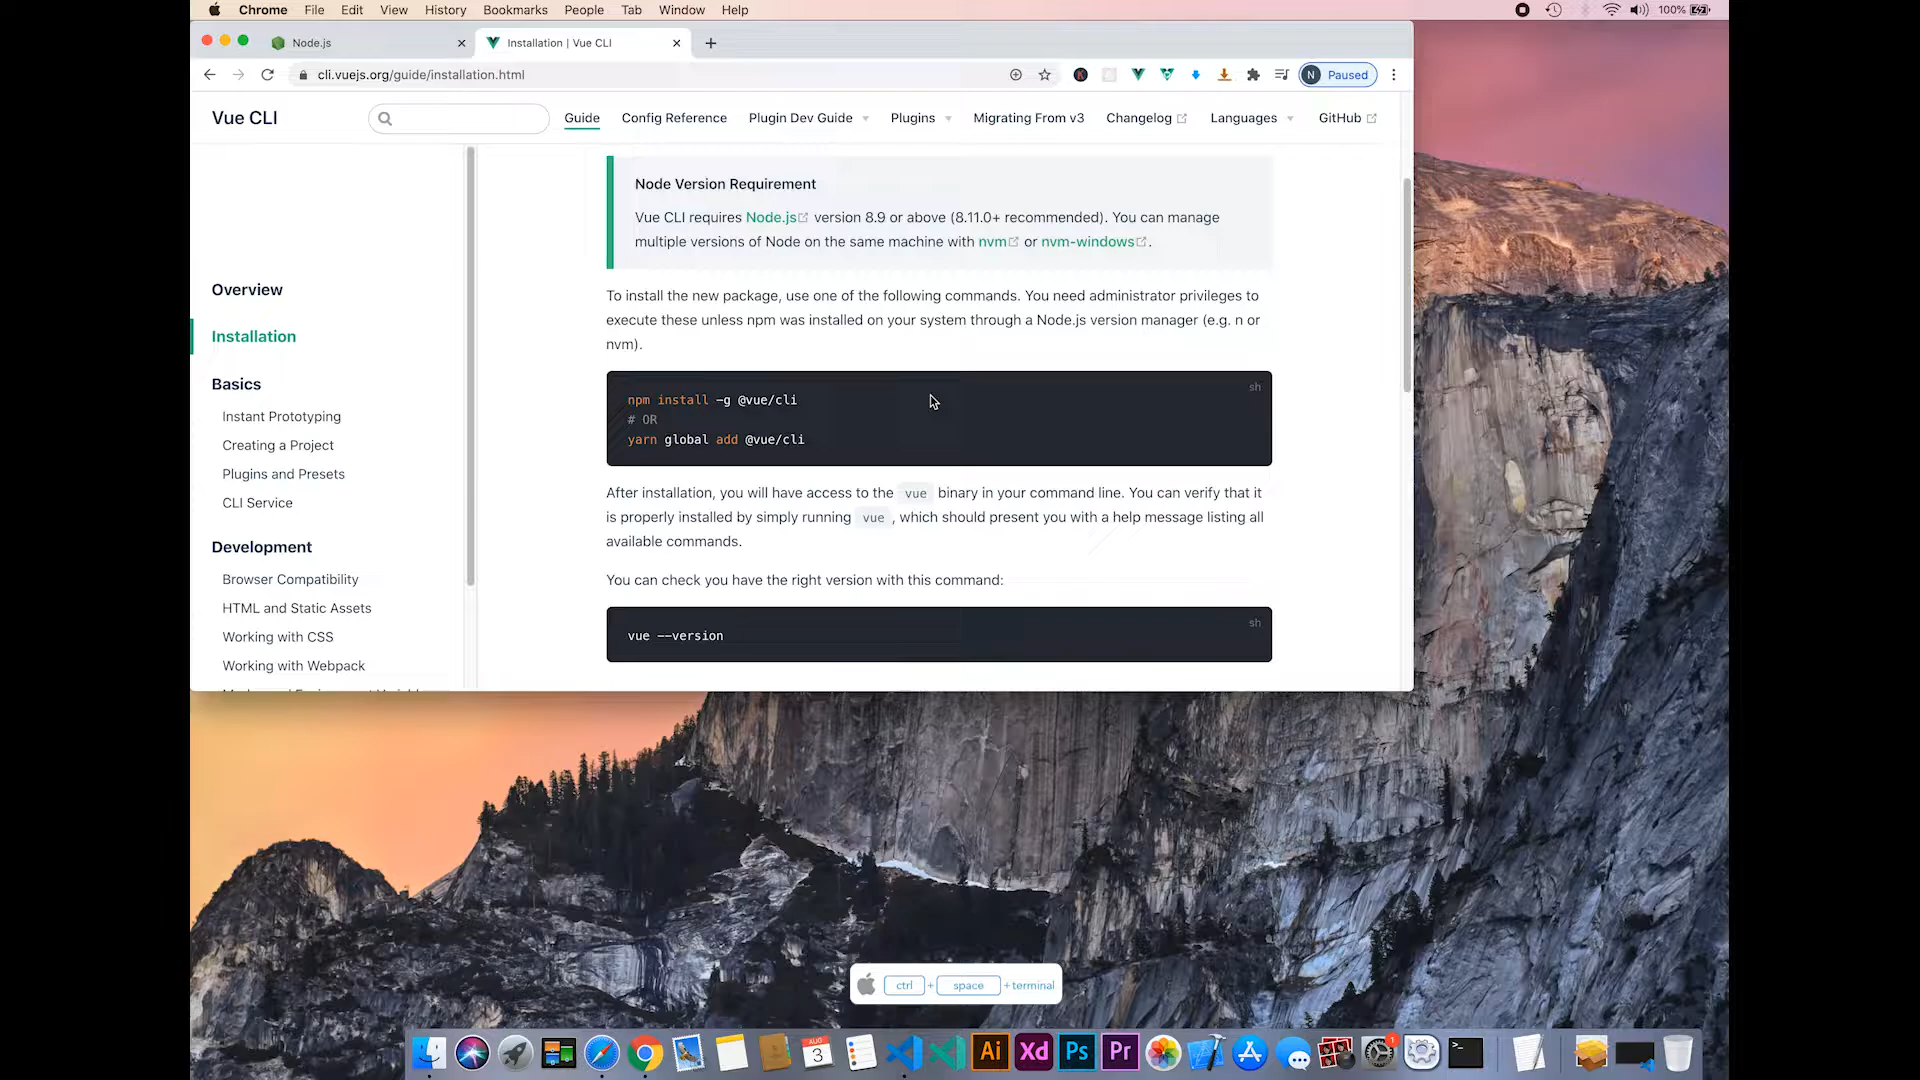 Chrome File Edit View History Bookmarks People Tab Window Help 100%
Node.js
Installation | Vue CLI
cli.vuejs.org/guide/installation.html
N Paused
Vue CLI
Guide Config Reference Plugin Dev Guide Plugins Migrating From v3 Changelog Languages GitHub
Overview
Installation
Basics
Instant Prototyping
Creating a Project
Plugins and Presets
CLI Service
Development
Browser Compatibility
HTML and Static Assets
Working with CSS
Working with Webpack
Node Version Requirement
Vue CLI requires Node.js version 8.9 or above (8.11.0+ recommended). You can manage
multiple versions of Node on the same machine with nvm or nvm-windows.
To install the new package, use one of the following commands. You need administrator privileges to
execute these unless npm was installed on your system through a Node.js version manager (e.g. n or
nvm).
sh
npm install -g @vue/cli
# OR
yarn global add @vue/cli
After installation, you will have access to the vue binary in your command line. You can verify that it
is properly installed by simply running vue , which should present you with a help message listing all
available commands.
You can check you have the right version with this command:
sh
vue --version
ctrl + space + terminal
AUG
3
Ai Xd Ps Pr
1
>_